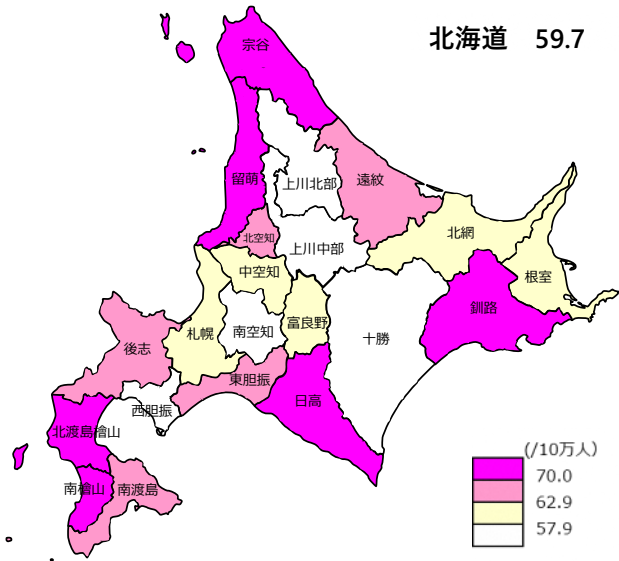 北海道　59.7
宗谷
留萌
上川北部
遠紋
北空知
上川中部
北網
中空知
根室
富良野
釧路
札幌
南空知
十勝
後志
東胆振
西胆振
日高
北渡島檜山
南檜山
南渡島
(/10万人)
70.0
62.9
57.9